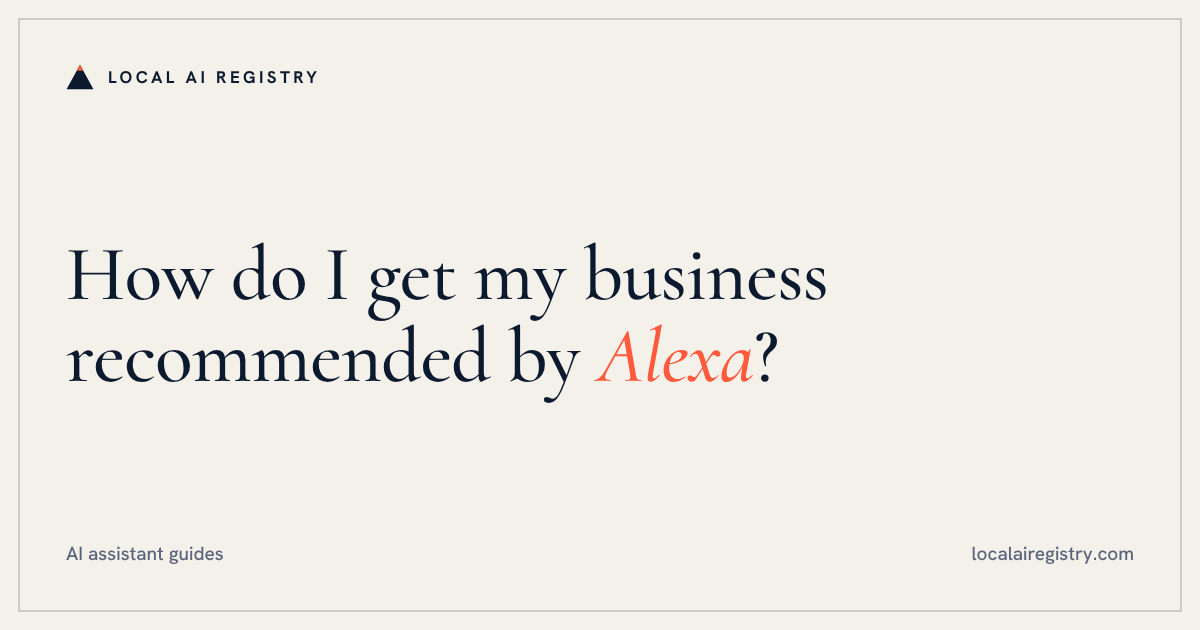 LOCAL AI REGISTRY
How do I get my business
recommended by Alexa?
AI assistant guides
localairegistry.com